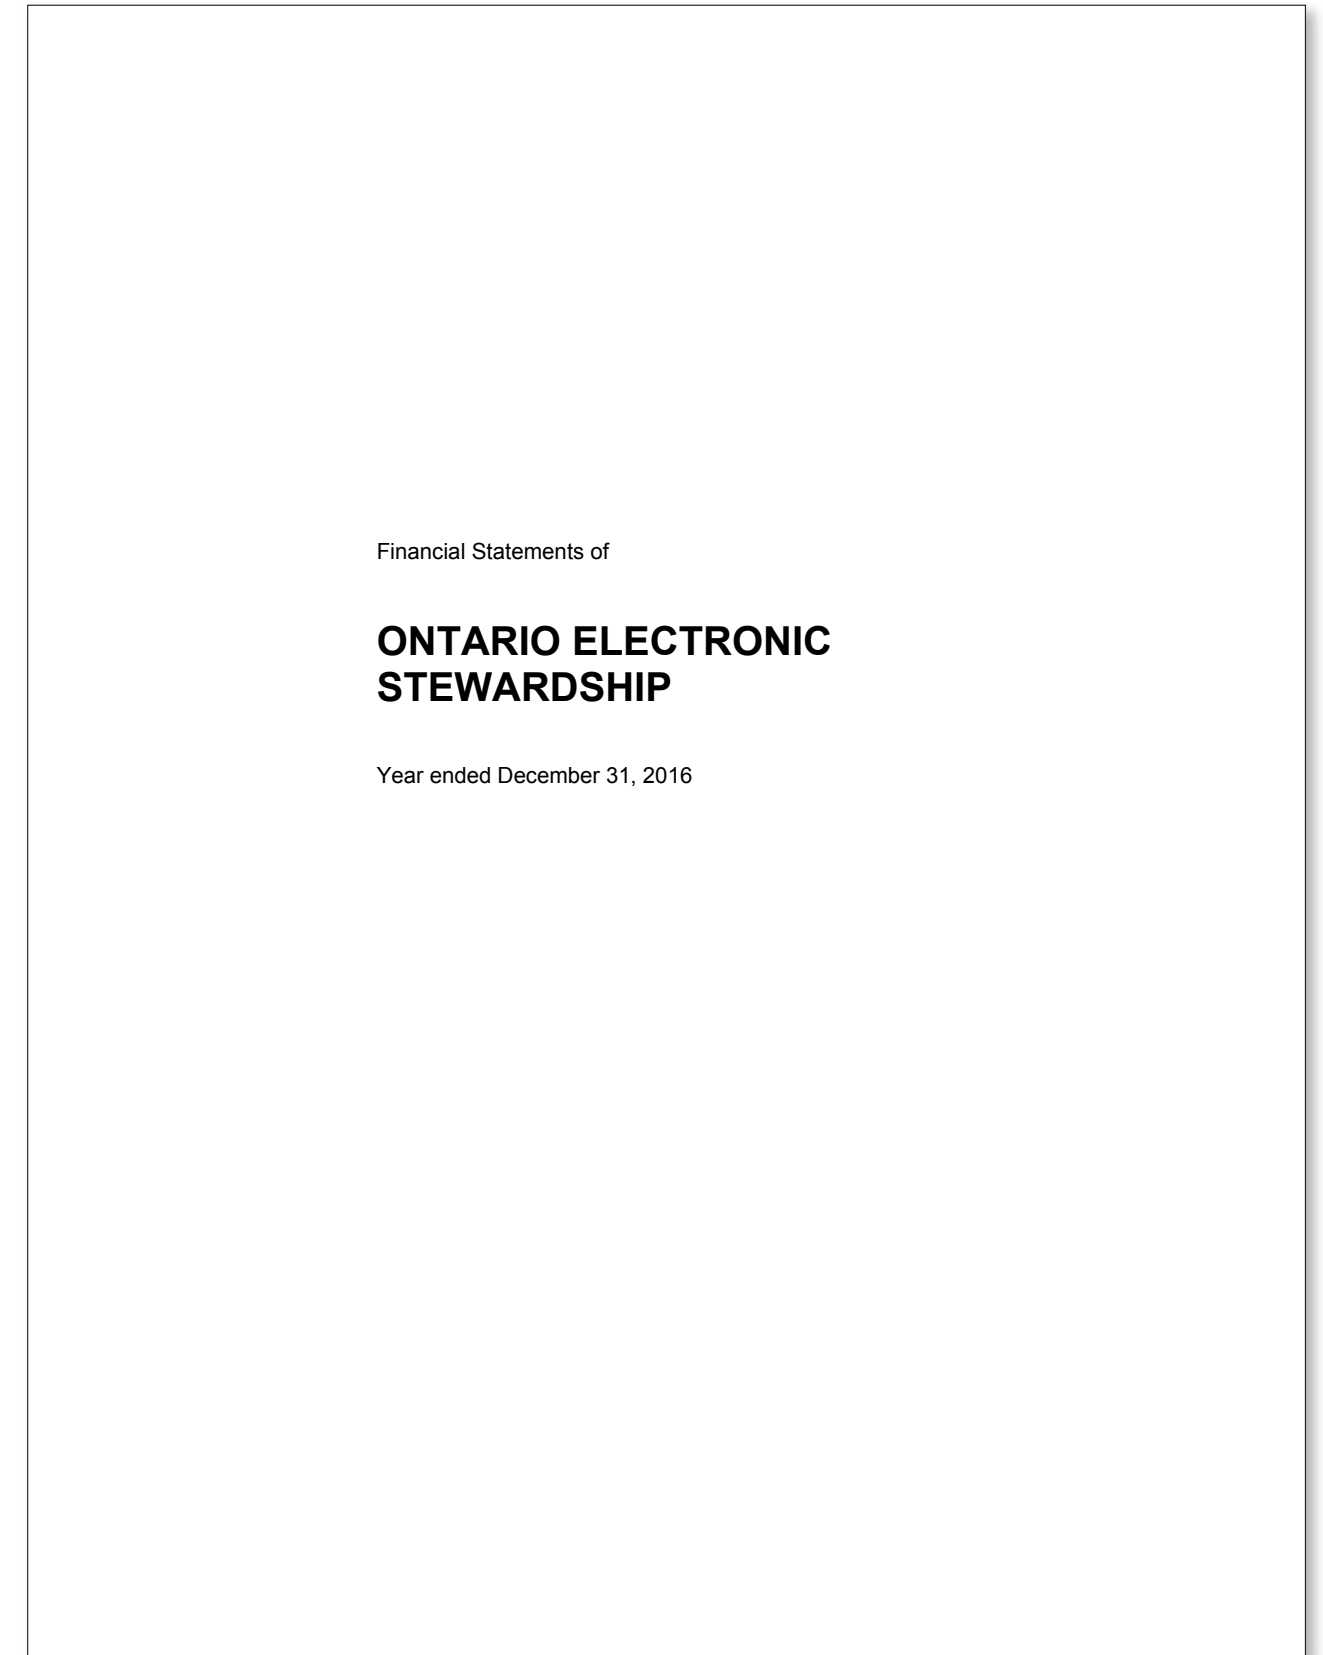 Financial Statements of
ONTARIO ELECTRONIC
STEWARDSHIP
Year ended December 31, 2016